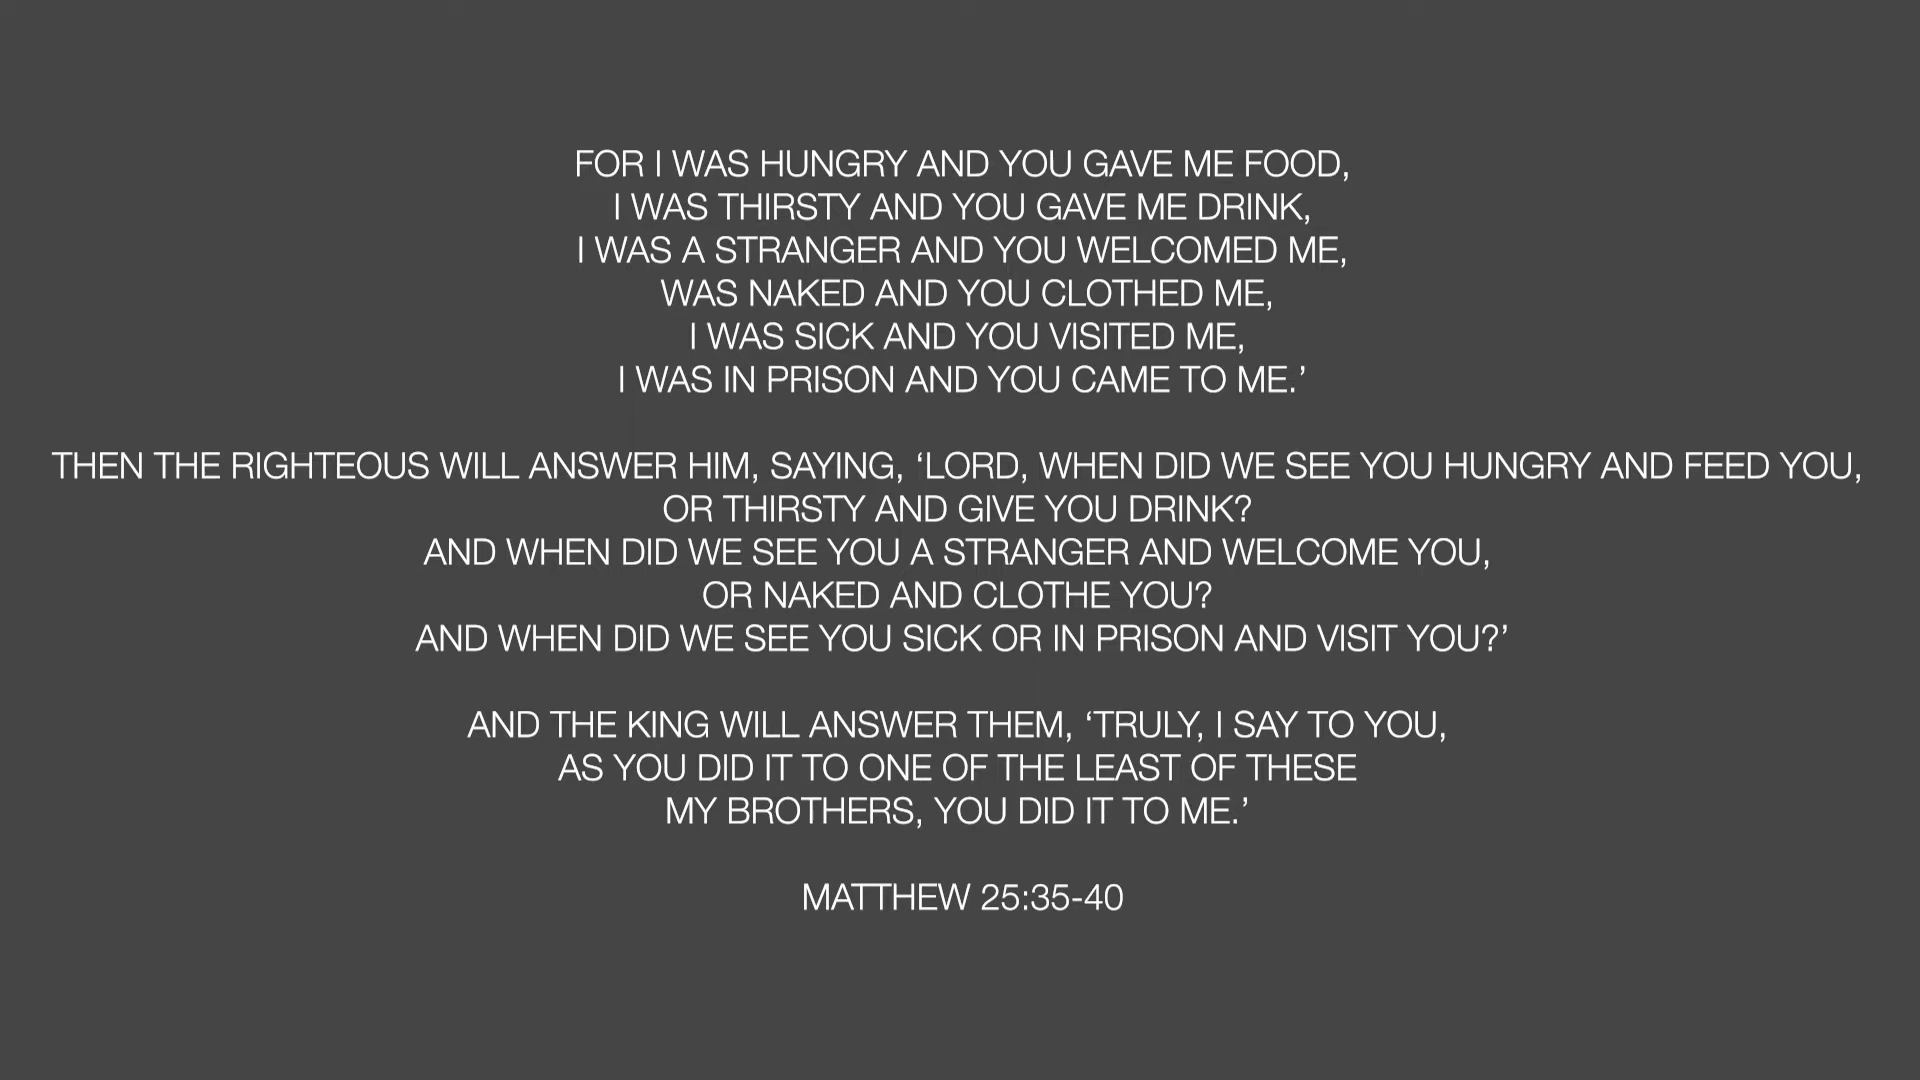 FOR I WAS HUNGRY AND YOU GAVE ME FOOD,
I WAS THIRSTY AND YOU GAVE ME DRINK,
I WAS A STRANGER AND YOU WELCOMED ME,
WAS NAKED AND YOU CLOTHED ME,
I WAS SICK AND YOU VISITED ME,
I WAS IN PRISON AND YOU CAME TO ME.’
THEN THE RIGHTEOUS WILL ANSWER HIM, SAYING, ‘LORD, WHEN DID WE SEE YOU HUNGRY AND FEED YOU,
OR THIRSTY AND GIVE YOU DRINK?
AND WHEN DID WE SEE YOU A STRANGER AND WELCOME YOU,
OR NAKED AND CLOTHE YOU?
AND WHEN DID WE SEE YOU SICK OR IN PRISON AND VISIT YOU?’
AND THE KING WILL ANSWER THEM, ‘TRULY, I SAY TO YOU,
AS YOU DID IT TO ONE OF THE LEAST OF THESE
MY BROTHERS, YOU DID IT TO ME.’
MATTHEW 25:35-40